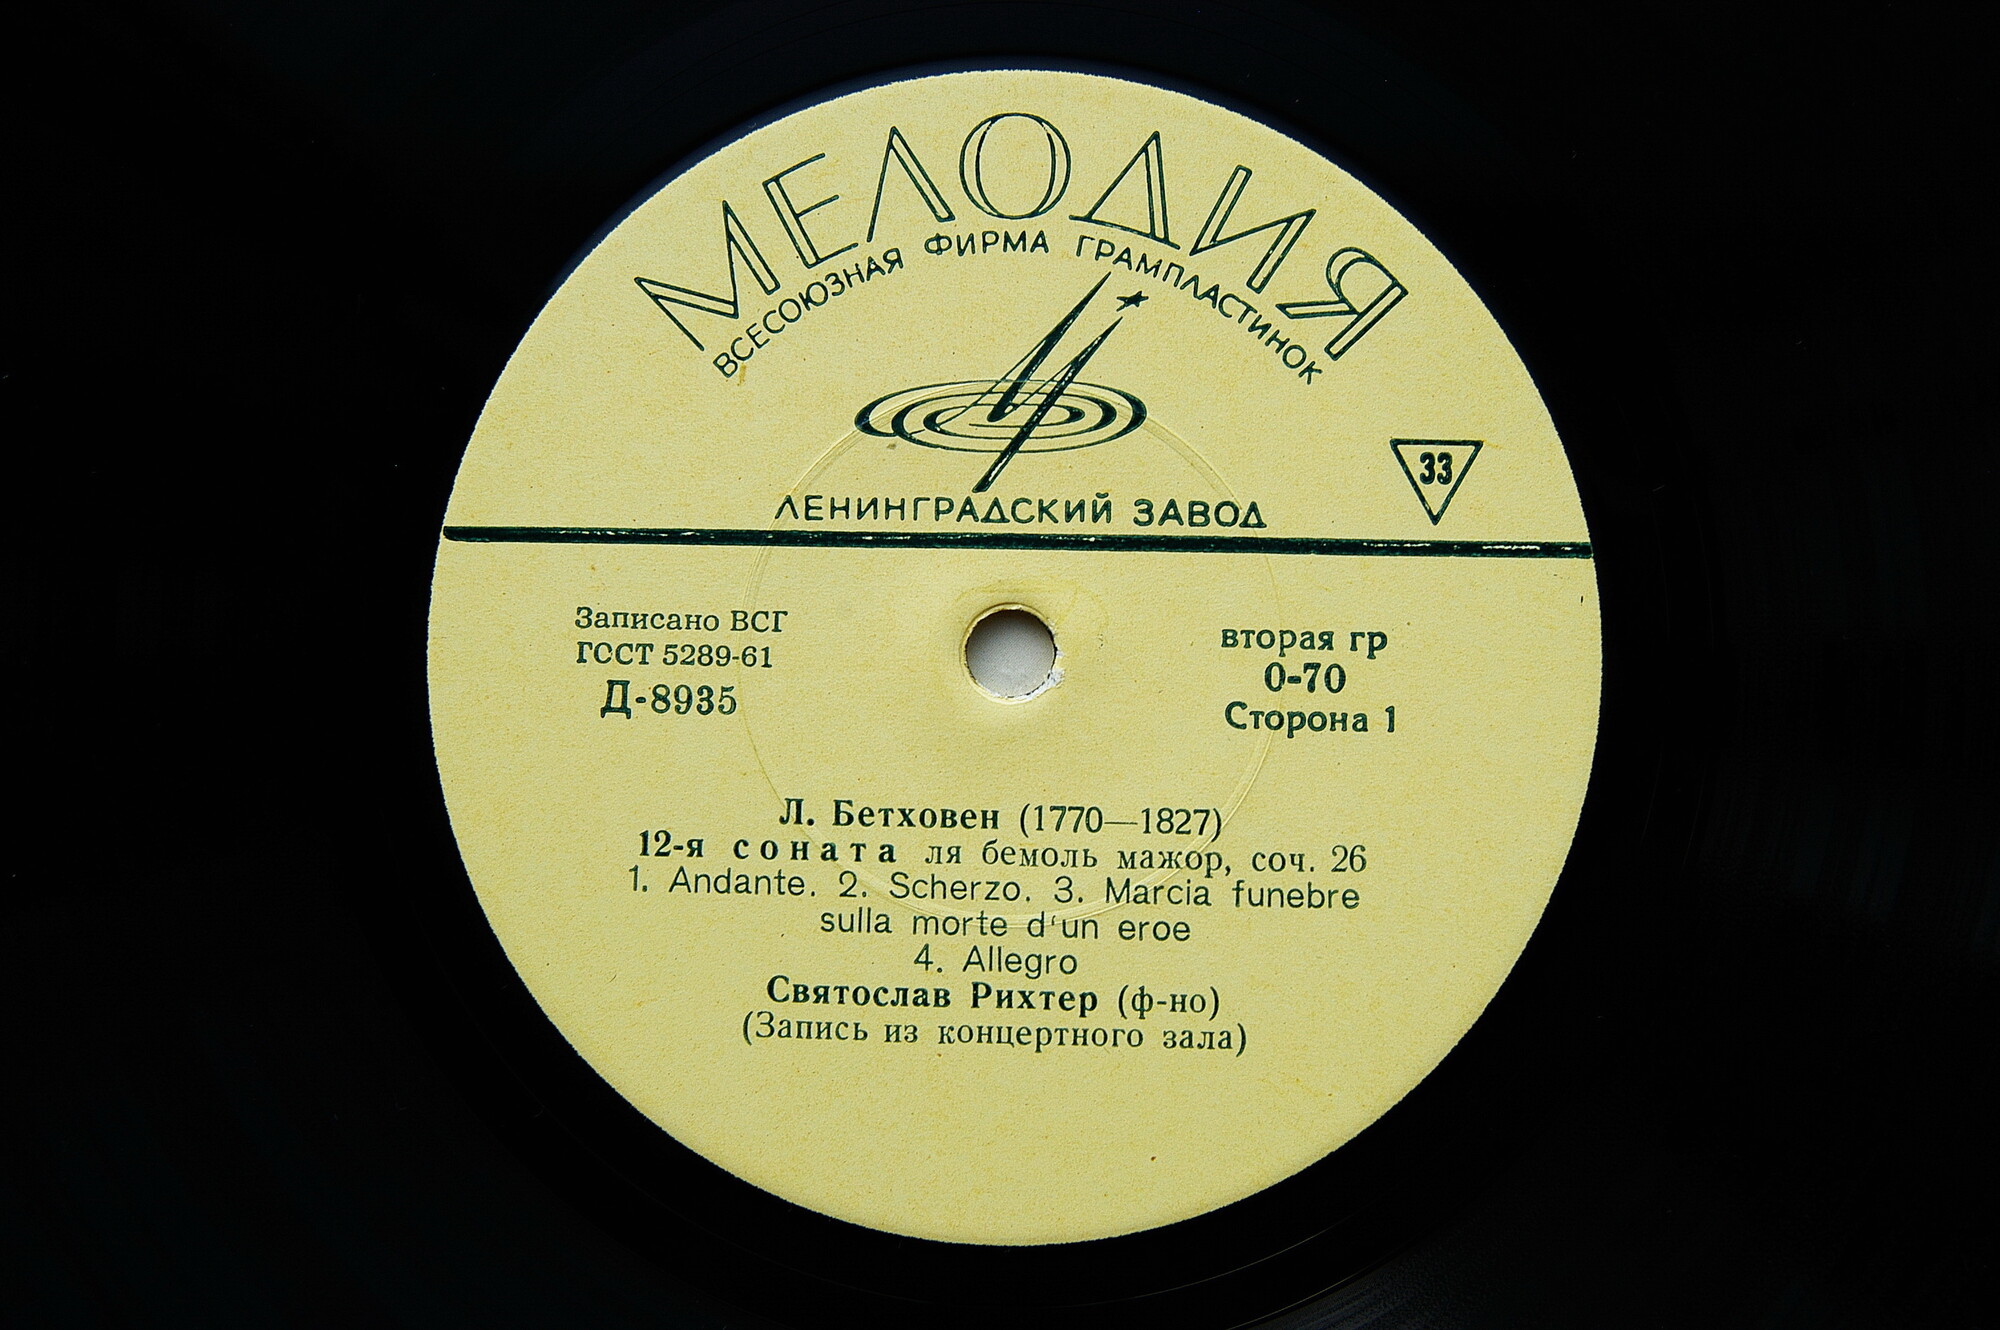 МЕЛОДИЯ
ВСЕСОЮЗНАЯ ФИРМА ГРАМПЛАСТИНОК
33
ЛЕНИНГРАДСКИЙ ЗАВОД
Записано ВСГ
ГОСТ 5289-61
Д-8935
вторая гр
0-70
Сторона 1
Л. Бетховен (1770—1827)
12-я соната ля бемоль мажор, соч. 26
1. Andante. 2. Scherzo. 3. Marcia funebre
sulla morte d‘un eroe
4. Allegro
Святослав Рихтер (ф-но)
(Запись из концертного зала)